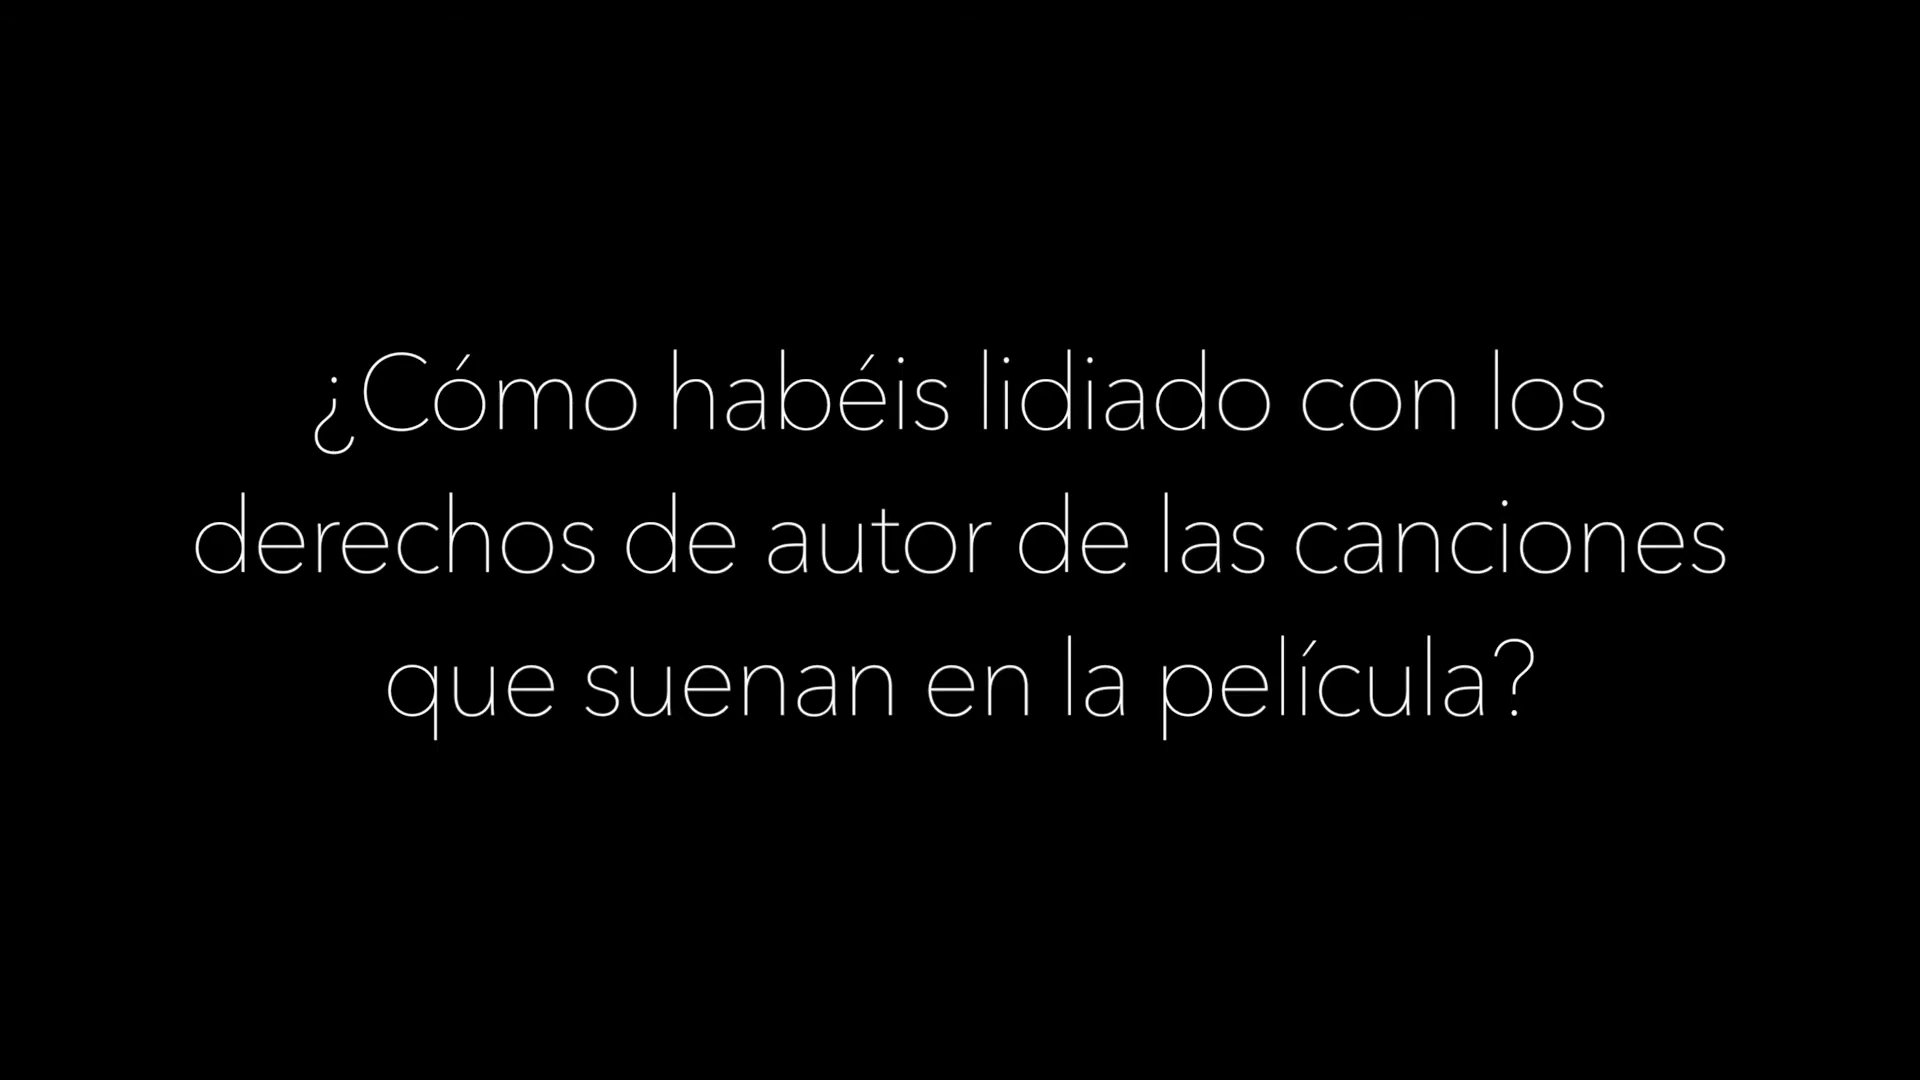 ¿Cómo habéis lidiado con los
derechos de autor de las canciones
que suenan en la película?